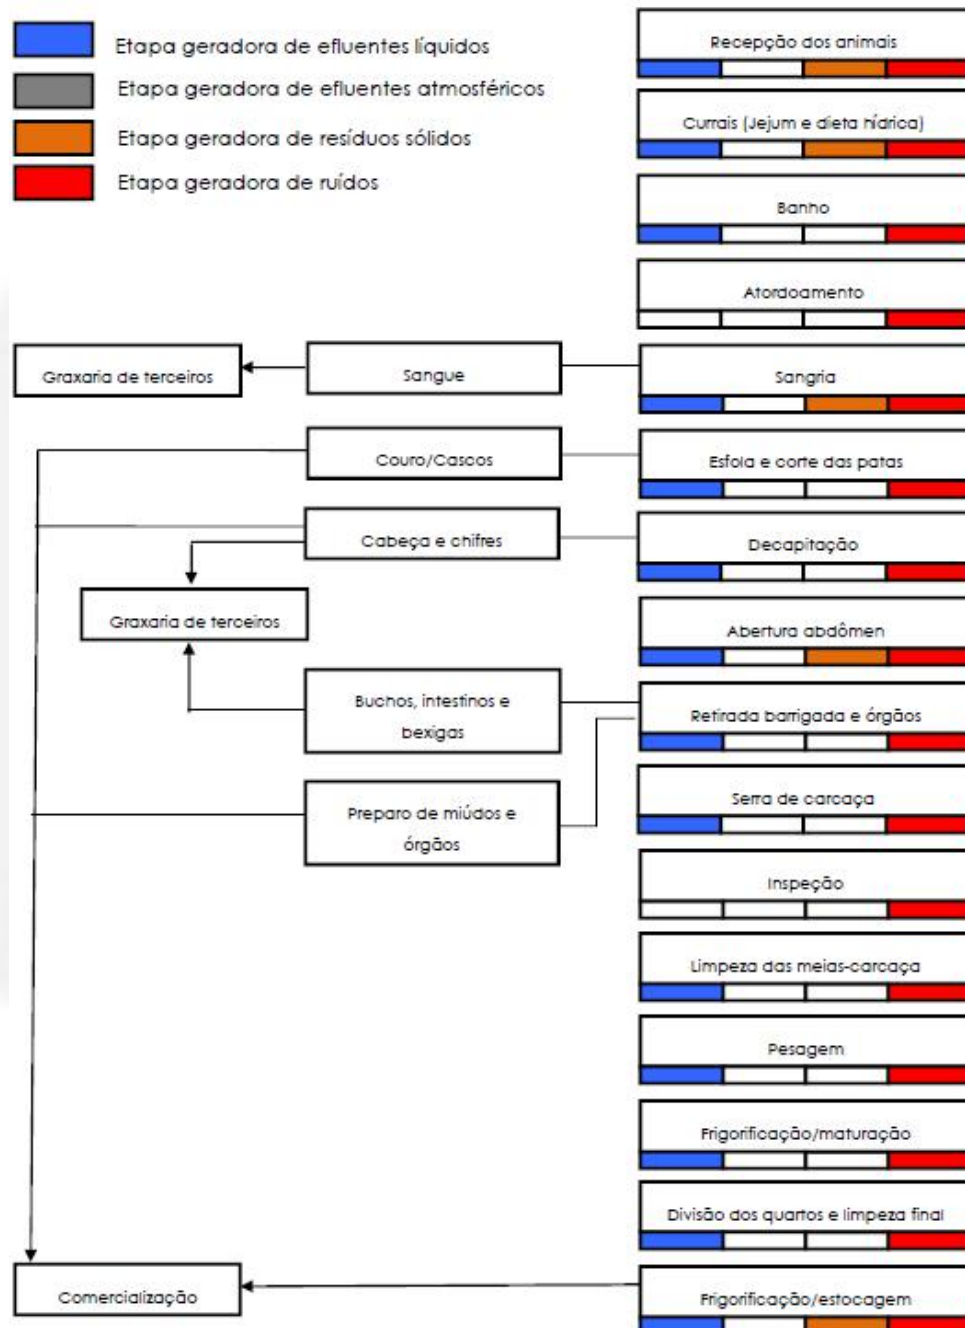 Etapa geradora de efluentes líquidos
Etapa geradora de efluentes atmosféricos
Etapa geradora de resíduos sólidos
Etapa geradora de ruídos
Recepção dos animais
Currais (Jejum e dieta hídrica)
Banho
Atordoamento
Graxaria de terceiros
Sangue
Sangria
Couro/Cascos
Esfola e corte das patas
Cabeça e chifres
Decapitação
Graxaria de terceiros
Abertura abdômen
Buchos, intestinos e
bexigas
Retirada barrigada e órgãos
Preparo de miúdos e
órgãos
Serra de carcaça
Inspeção
Limpeza das meias-carcaça
Pesagem
Frigorificação/maturação
Divisão dos quartos e limpeza final
Comercialização
Frigorificação/estocagem